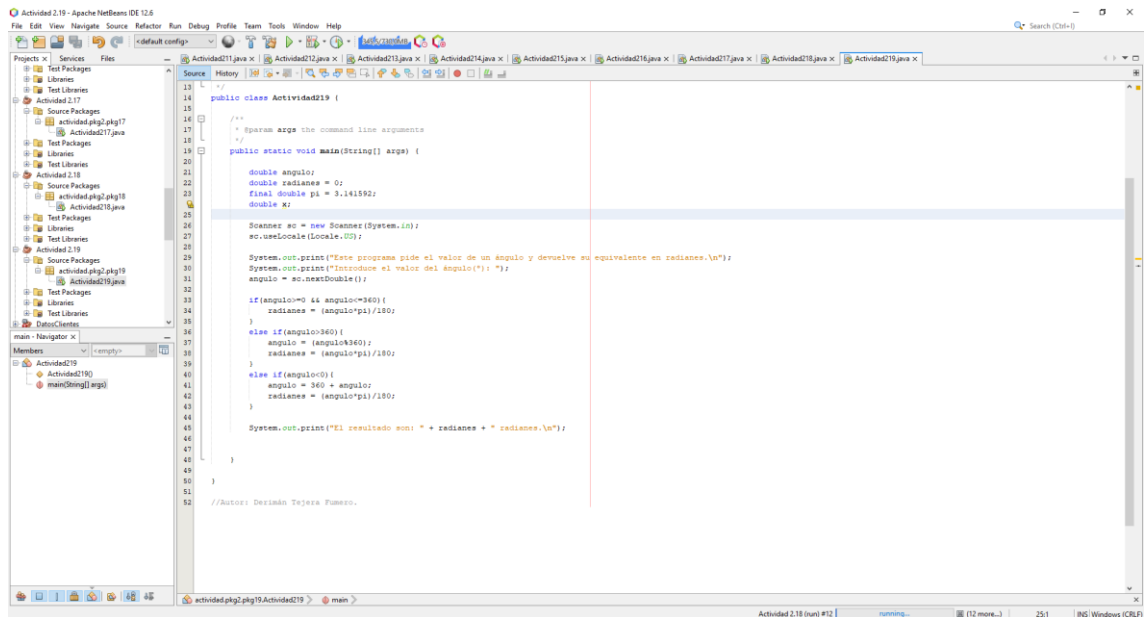 Actividad 2.19 - Apache NetBeans IDE 12.6
File Edit View Navigate Source Refactor Run Debug Profile Team Tools Window Help
Search (Ctrl+I)
<default config>
Projects × Services Files
Actividad211.java × Actividad212.java × Actividad213.java × Actividad214.java × Actividad215.java × Actividad216.java × Actividad217.java × Actividad218.java × Actividad219.java ×
Source History
Test Packages
Libraries
Test Libraries
Actividad 2.17
Source Packages
actividad.pkg2.pkg17
Actividad217.java
Test Packages
Libraries
Test Libraries
Actividad 2.18
Source Packages
actividad.pkg2.pkg18
Actividad218.java
Test Packages
Libraries
Test Libraries
Actividad 2.19
Source Packages
actividad.pkg2.pkg19
Actividad219.java
Test Packages
Libraries
Test Libraries
DatosClientes
main - Navigator ×
Members <empty>
Actividad219
Actividad219()
main(String[] args)
13 */
14 public class Actividad219 {
15
16 /**
17 * @param args the command line arguments
18 */
19 public static void main(String[] args) {
20
21 double angulo;
22 double radianes = 0;
23 final double pi = 3.141592;
double x;
25
26 Scanner sc = new Scanner(System.in);
27 sc.useLocale(Locale.US);
28
29 System.out.print("Este programa pide el valor de un ángulo y devuelve su equivalente en radianes.\n");
30 System.out.print("Introduce el valor del ángulo(º): ");
31 angulo = sc.nextDouble();
32
33 if(angulo>=0 && angulo<=360){
34 radianes = (angulo*pi)/180;
35 }
36 else if(angulo>360){
37 angulo = (angulo%360);
38 radianes = (angulo*pi)/180;
39 }
40 else if(angulo<0){
41 angulo = 360 + angulo;
42 radianes = (angulo*pi)/180;
43 }
44
45 System.out.print("El resultado son: " + radianes + " radianes.\n");
46
47
48 }
49
50 }
51
52 //Autor: Derimán Tejera Fumero.
actividad.pkg2.pkg19.Actividad219 main
Actividad 2.18 (run) #12 running... (12 more...) 25:1 INS Windows (CRLF)